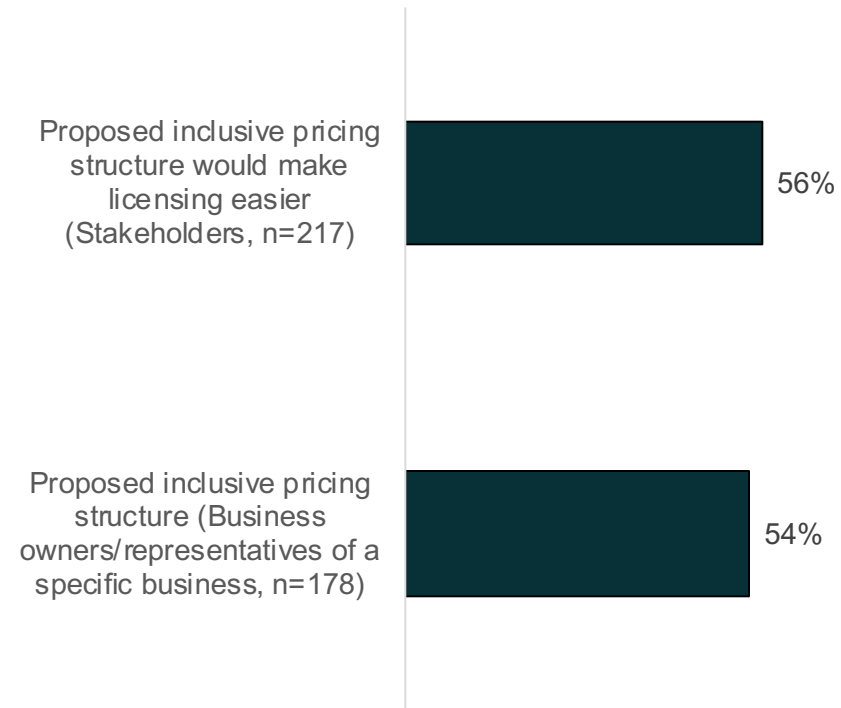 Proposed inclusive pricing
structure would make
licensing easier
(Stakeholders, n=217)
56%
Proposed inclusive pricing
structure (Business
owners/representatives of a
specific business, n=178)
54%